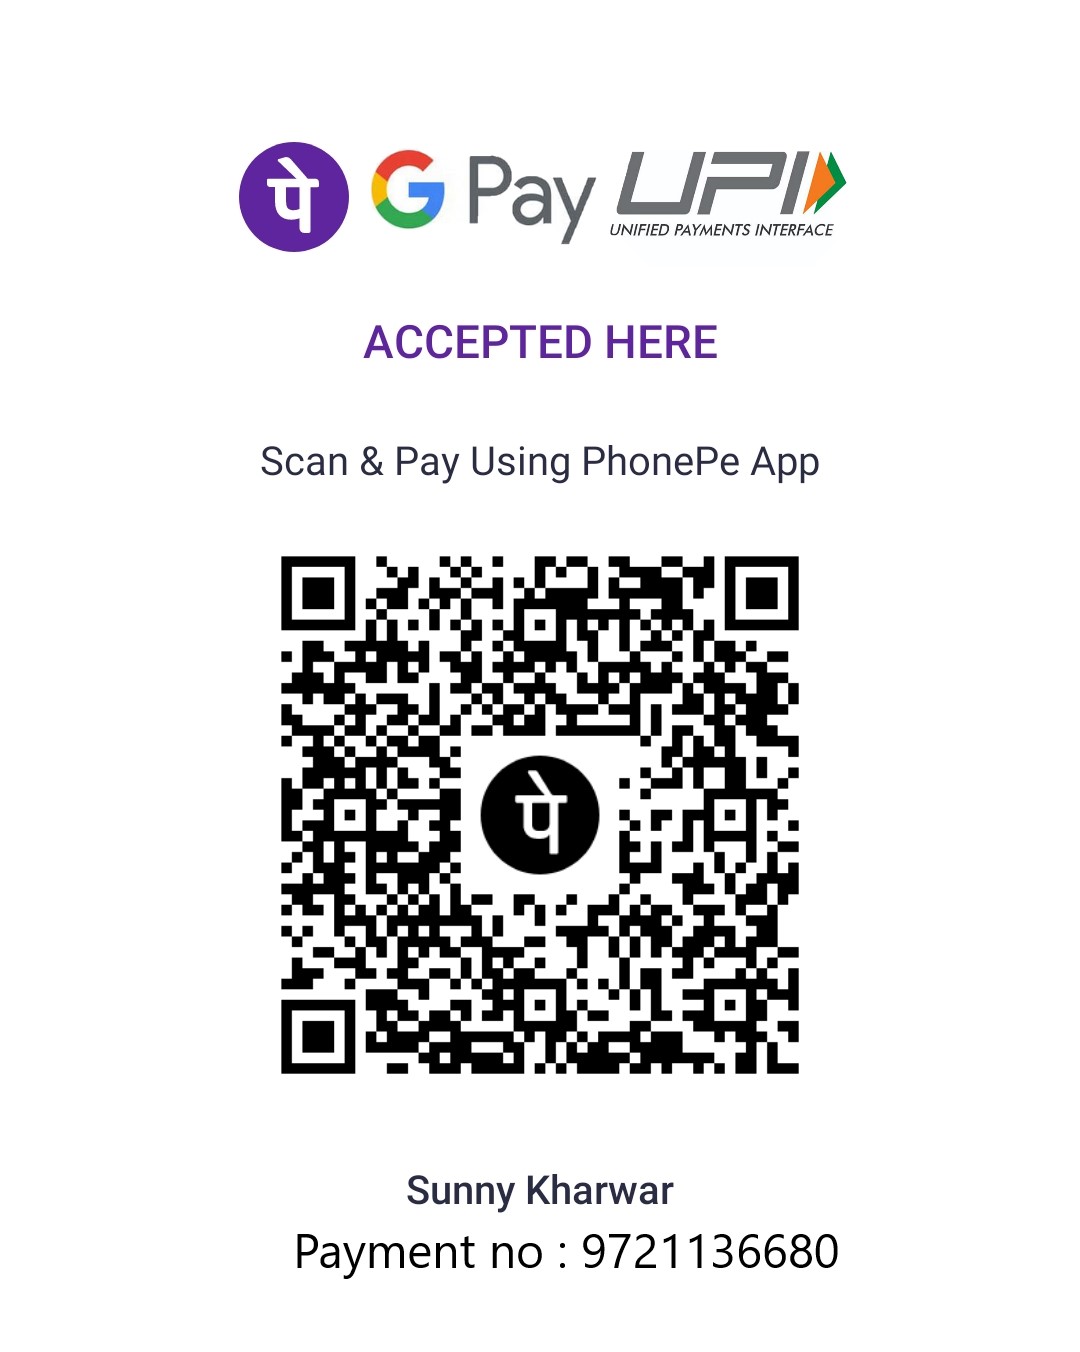 पे G Pay UPI
UNIFIED PAYMENTS INTERFACE
ACCEPTED HERE
Scan & Pay Using PhonePe App
पे
Sunny Kharwar
Payment no : 9721136680